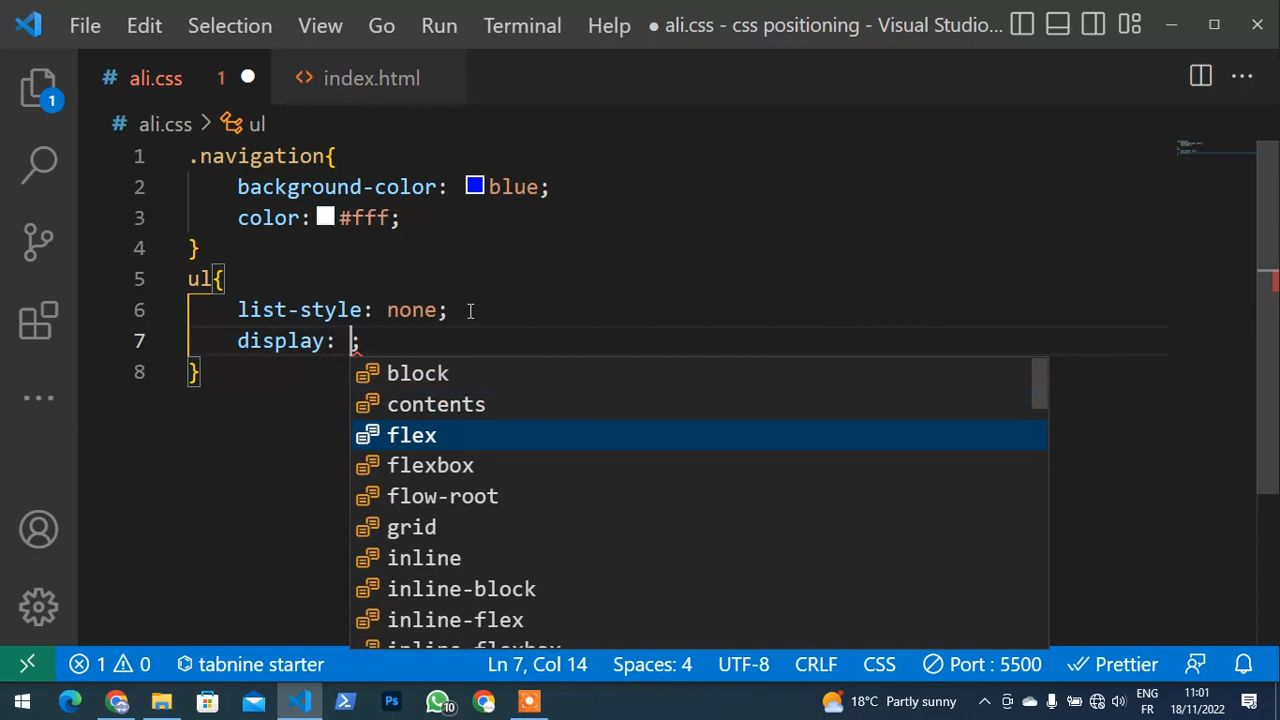 File Edit Selection View Go Run Terminal Help ● ali.css - css positioning - Visual Studio...
# ali.css 1 ● <> index.html ...
# ali.css > ul
1 .navigation{
2 background-color: blue;
3 color: #fff;
4 }
5 ul{
6 list-style: none;
7 display: ;
8 }
block
contents
flex
flexbox
flow-root
grid
inline
inline-block
inline-flex
inline-flexbox
1
1 0 tabnine starter Ln 7, Col 14 Spaces: 4 UTF-8 CRLF CSS Port : 5500 Prettier
Ps 10 18°C Partly sunny ENG 11:01
FR 18/11/2022